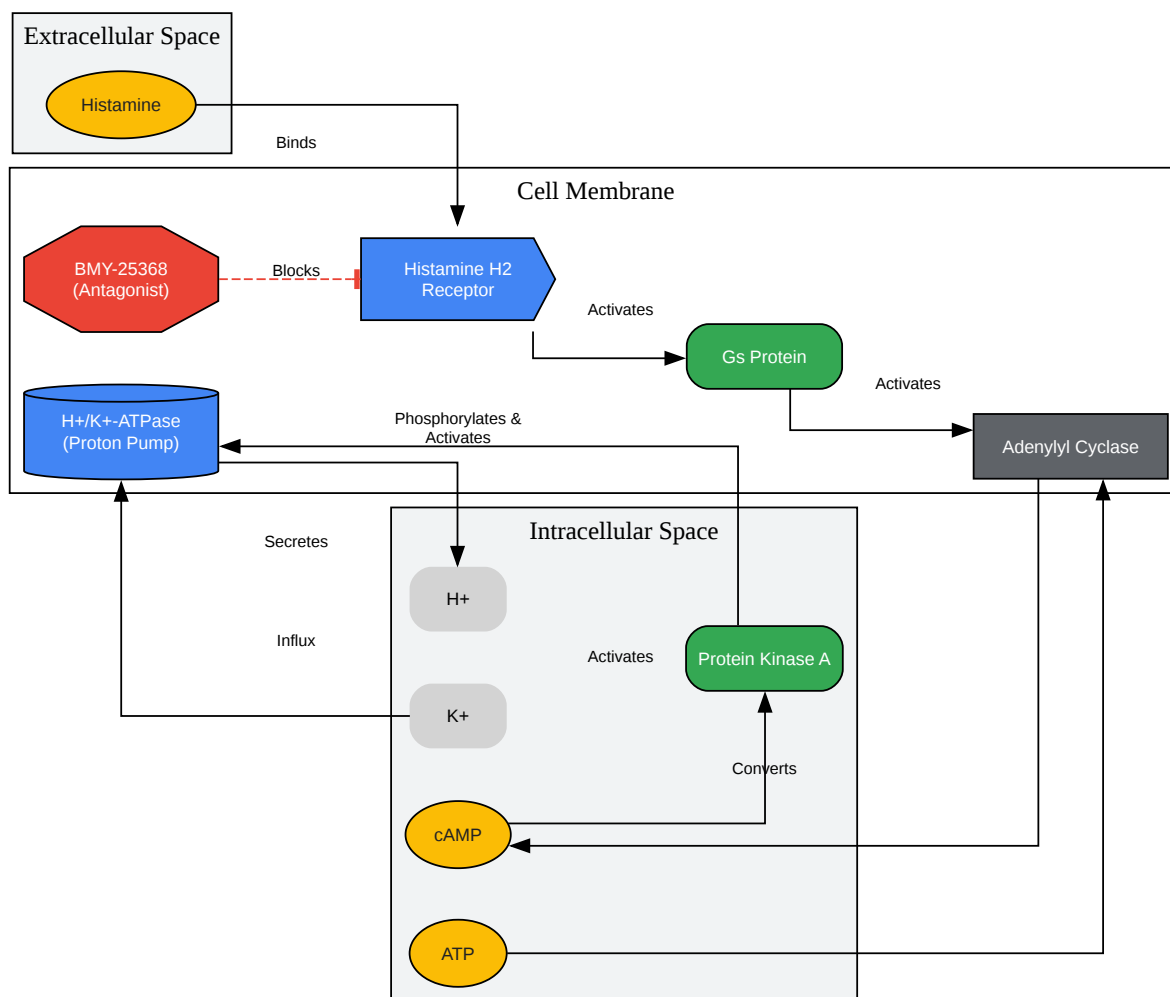 Extracellular Space
Histamine
Binds
Cell Membrane
BMY-25368
(Antagonist)
Blocks
Histamine H2
Receptor
Activates
Gs Protein
Activates
H+/K+-ATPase
(Proton Pump)
Phosphorylates &
Activates
Adenylyl Cyclase
Intracellular Space
Secretes
H+
Influx
Activates
Protein Kinase A
K+
Converts
cAMP
ATP